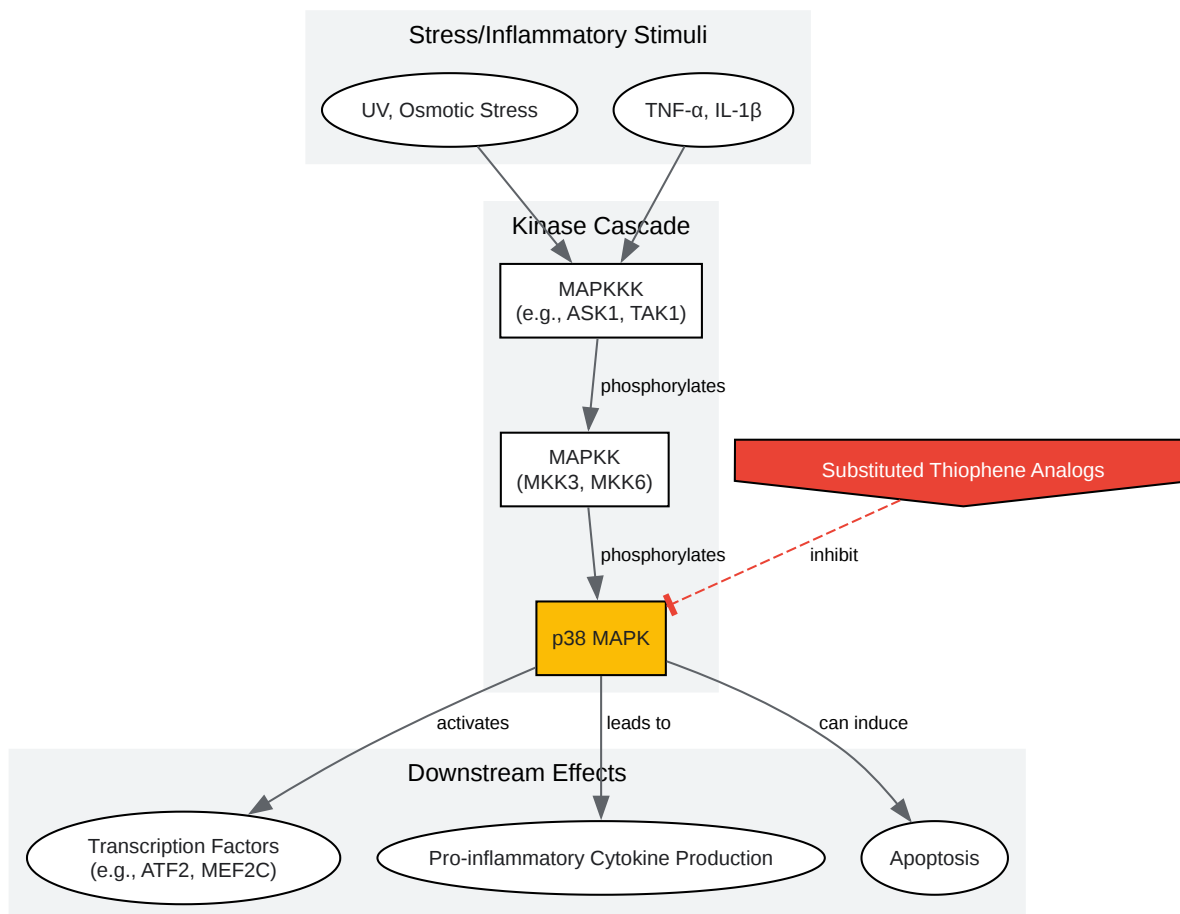 Stress/Inflammatory Stimuli
UV, Osmotic Stress
TNF-α, IL-1β
Kinase Cascade
MAPKKK
(e.g., ASK1, TAK1)
phosphorylates
MAPKK
(MKK3, MKK6)
Substituted Thiophene Analogs
phosphorylates
inhibit
p38 MAPK
activates
leads to
can induce
Downstream Effects
Transcription Factors
(e.g., ATF2, MEF2C)
Pro-inflammatory Cytokine Production
Apoptosis